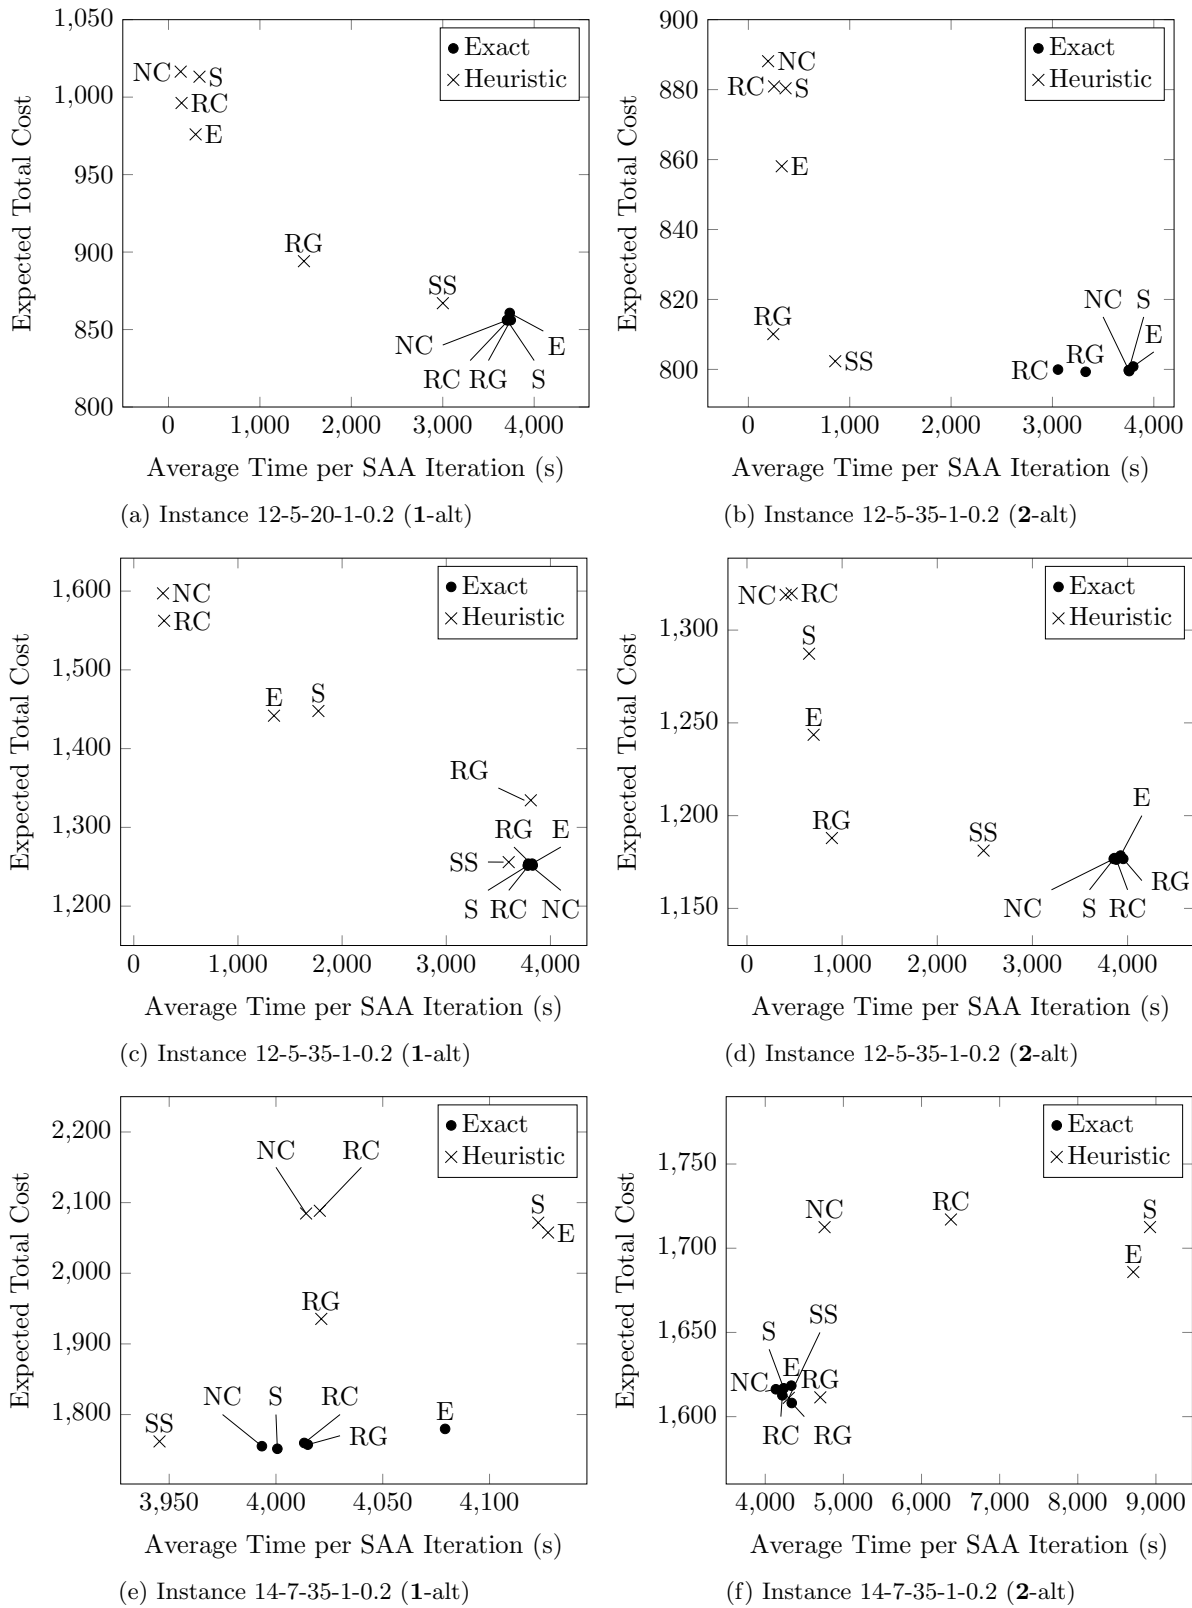 1,050
1,000
950
900
850
800
Expected Total Cost
Exact
Heuristic
NC
S
RC
E
RG
SS
NC
E
RC
RG
S
0
1,000
2,000
3,000
4,000
Average Time per SAA Iteration (s)
(a) Instance 12-5-20-1-0.2 (1-alt)
900
880
860
840
820
800
Expected Total Cost
Exact
Heuristic
NC
RC
S
E
RG
SS
NC
S
E
RG
RC
0
1,000
2,000
3,000
4,000
Average Time per SAA Iteration (s)
(b) Instance 12-5-35-1-0.2 (2-alt)
1,600
1,500
1,400
1,300
1,200
Expected Total Cost
Exact
Heuristic
NC
RC
E
S
RG
RG
E
SS
S
RC
NC
0
1,000
2,000
3,000
4,000
Average Time per SAA Iteration (s)
(c) Instance 12-5-35-1-0.2 (1-alt)
1,300
1,250
1,200
1,150
Expected Total Cost
Exact
Heuristic
NC
RC
S
E
RG
SS
E
RG
NC
S
RC
0
1,000
2,000
3,000
4,000
Average Time per SAA Iteration (s)
(d) Instance 12-5-35-1-0.2 (2-alt)
2,200
2,100
2,000
1,900
1,800
Expected Total Cost
Exact
Heuristic
NC
RC
S
E
RG
NC
S
RC
E
SS
RG
3,950
4,000
4,050
4,100
Average Time per SAA Iteration (s)
(e) Instance 14-7-35-1-0.2 (1-alt)
1,750
1,700
1,650
1,600
Expected Total Cost
Exact
Heuristic
NC
RC
S
E
SS
S
E
NC
RG
RC
RG
4,000
5,000
6,000
7,000
8,000
9,000
Average Time per SAA Iteration (s)
(f) Instance 14-7-35-1-0.2 (2-alt)